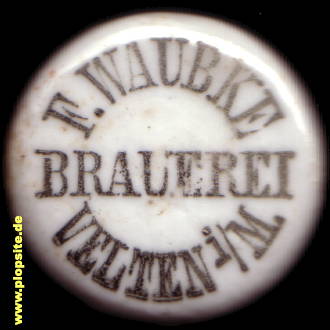 F. WAUBKE
BRAUEREI
VELTEN i/M.
www.plopsite.de